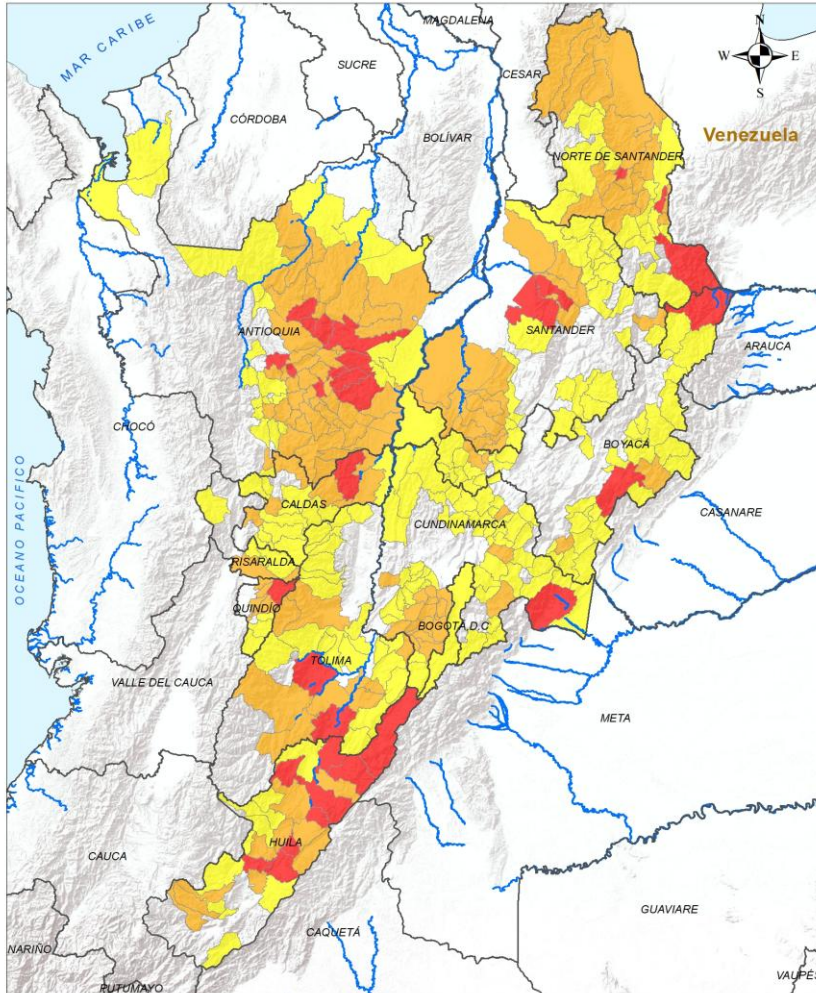 MAGDALENA
MAR CARIBE
N
W E
S
SUCRE
CESAR
CÓRDOBA
BOLÍVAR
Venezuela
NORTE DE SANTANDER
ANTIOQUIA
SANTANDER
ARAUCA
CHOCÓ
BOYACÁ
OCEANO PACIFICO
CALDAS
CASANARE
CUNDINAMARCA
RISARALDA
QUINDÍO
BOGOTÁ D.C
TOLIMA
VALLE DEL CAUCA
META
CAUCA
HUILA
GUAVIARE
CAQUETÁ
NARIÑO
PUTUMAYO
VAUPÉS